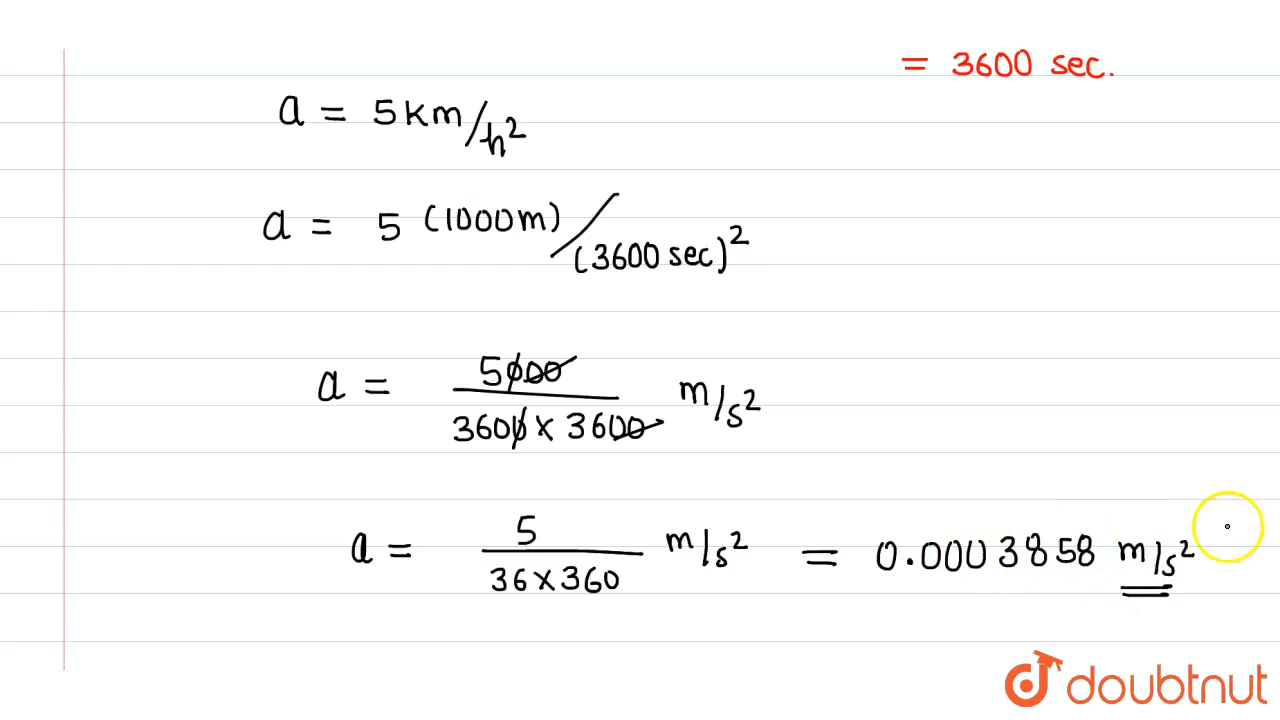 = 3600 sec.
a = 5 km/h²
a = 5 (1000m)/(3600 sec)²
a = 5000/3600 x 3600 m/s²
a = 5/36 x 360 m/s² = 0.0003858 m/s²
doubtnut